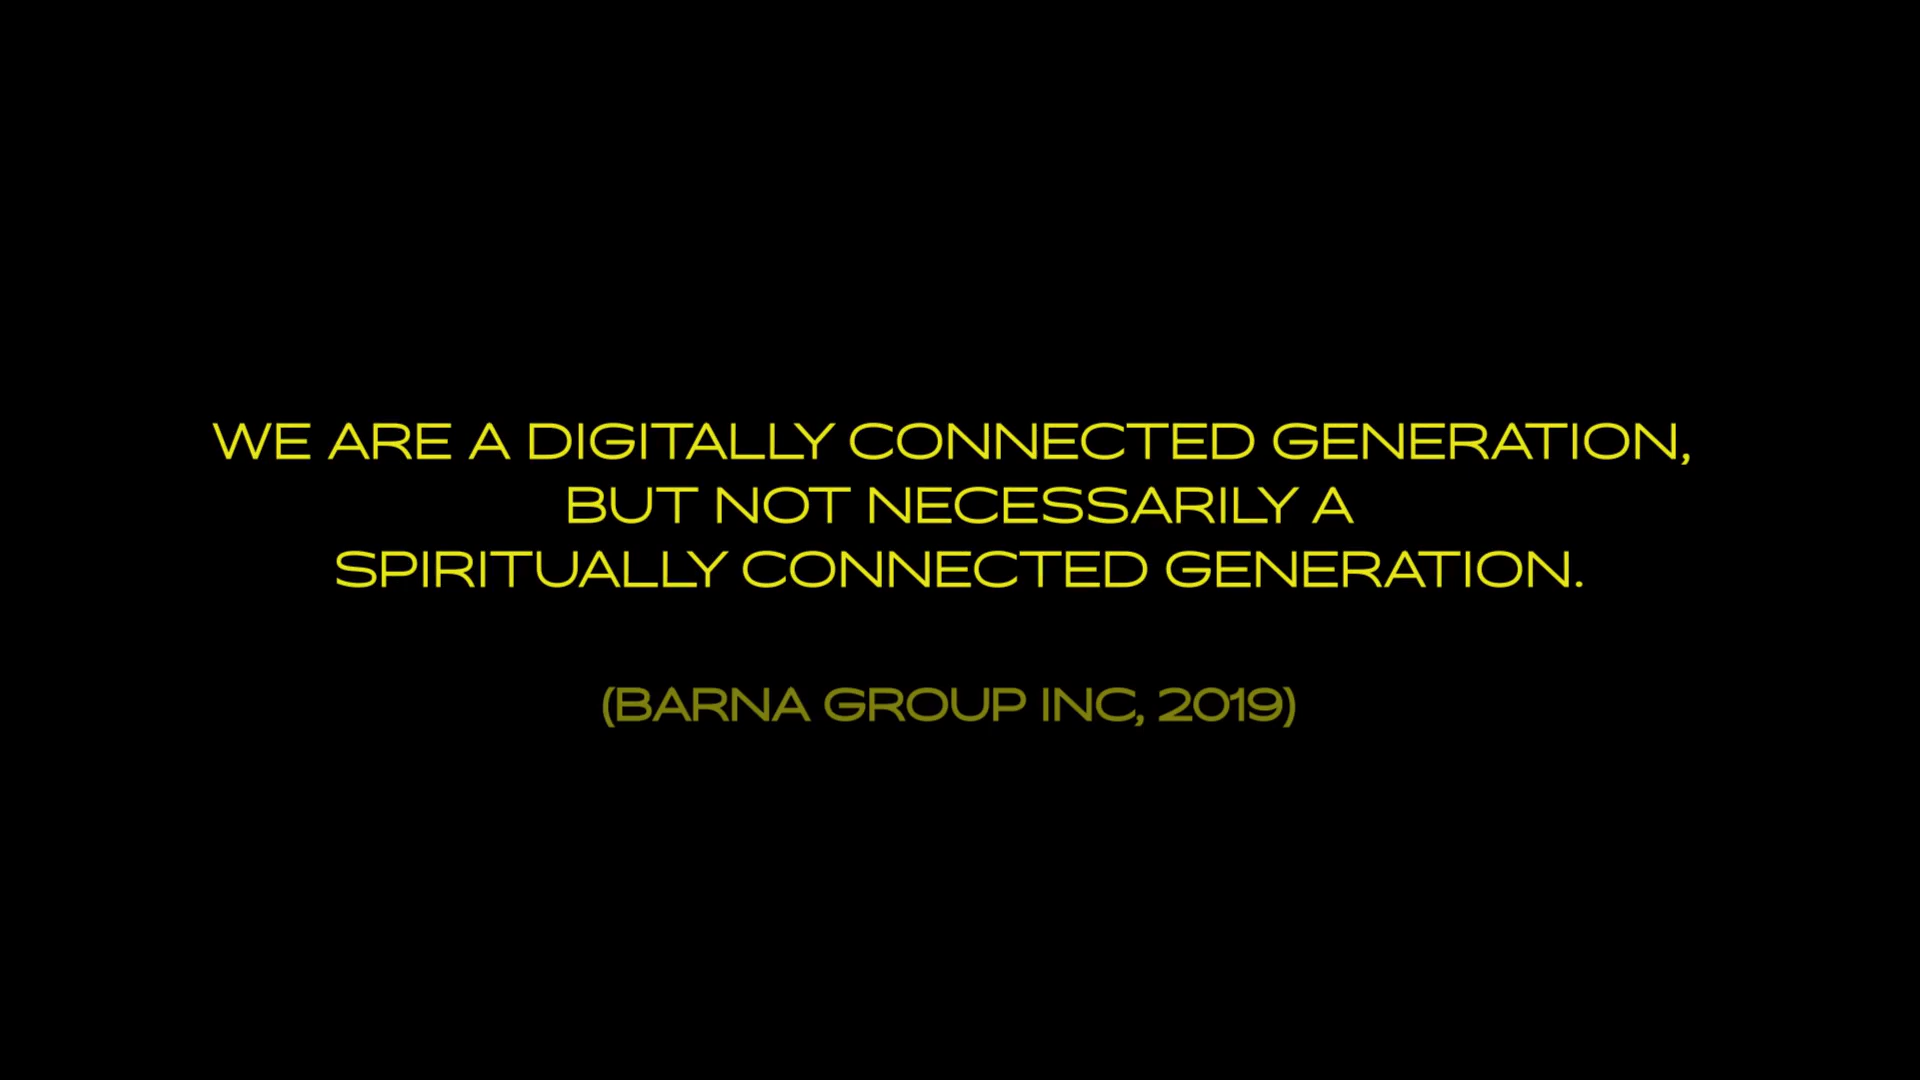 WE ARE A DIGITALLY CONNECTED GENERATION,
BUT NOT NECESSARILY A
SPIRITUALLY CONNECTED GENERATION.
(BARNA GROUP INC, 2019)